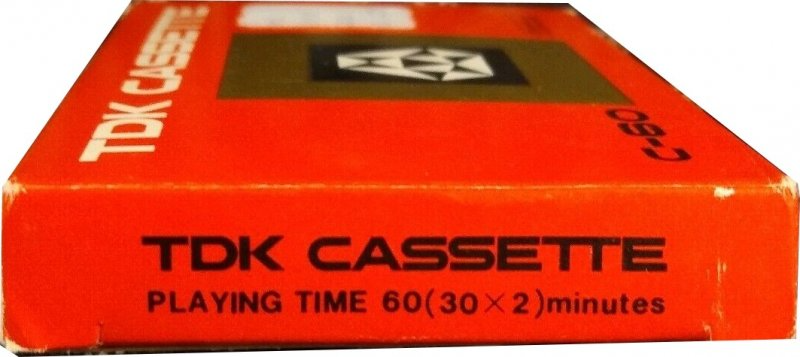 TDK CASSETTE
C-60
TDK CASSETTE
PLAYING TIME 60(30×2)minutes